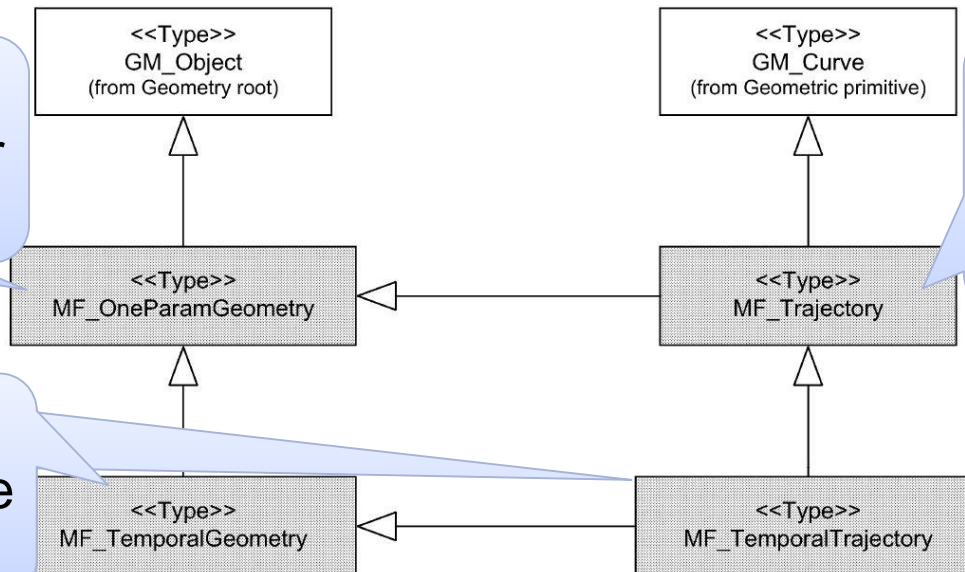 <<Type>>
GM_Object
(from Geometry root)
<<Type>>
GM_Curve
(from Geometric primitive)
<<Type>>
MF_OneParamGeometry
<<Type>>
MF_Trajectory
<<Type>>
MF_TemporalGeometry
<<Type>>
MF_TemporalTrajectory